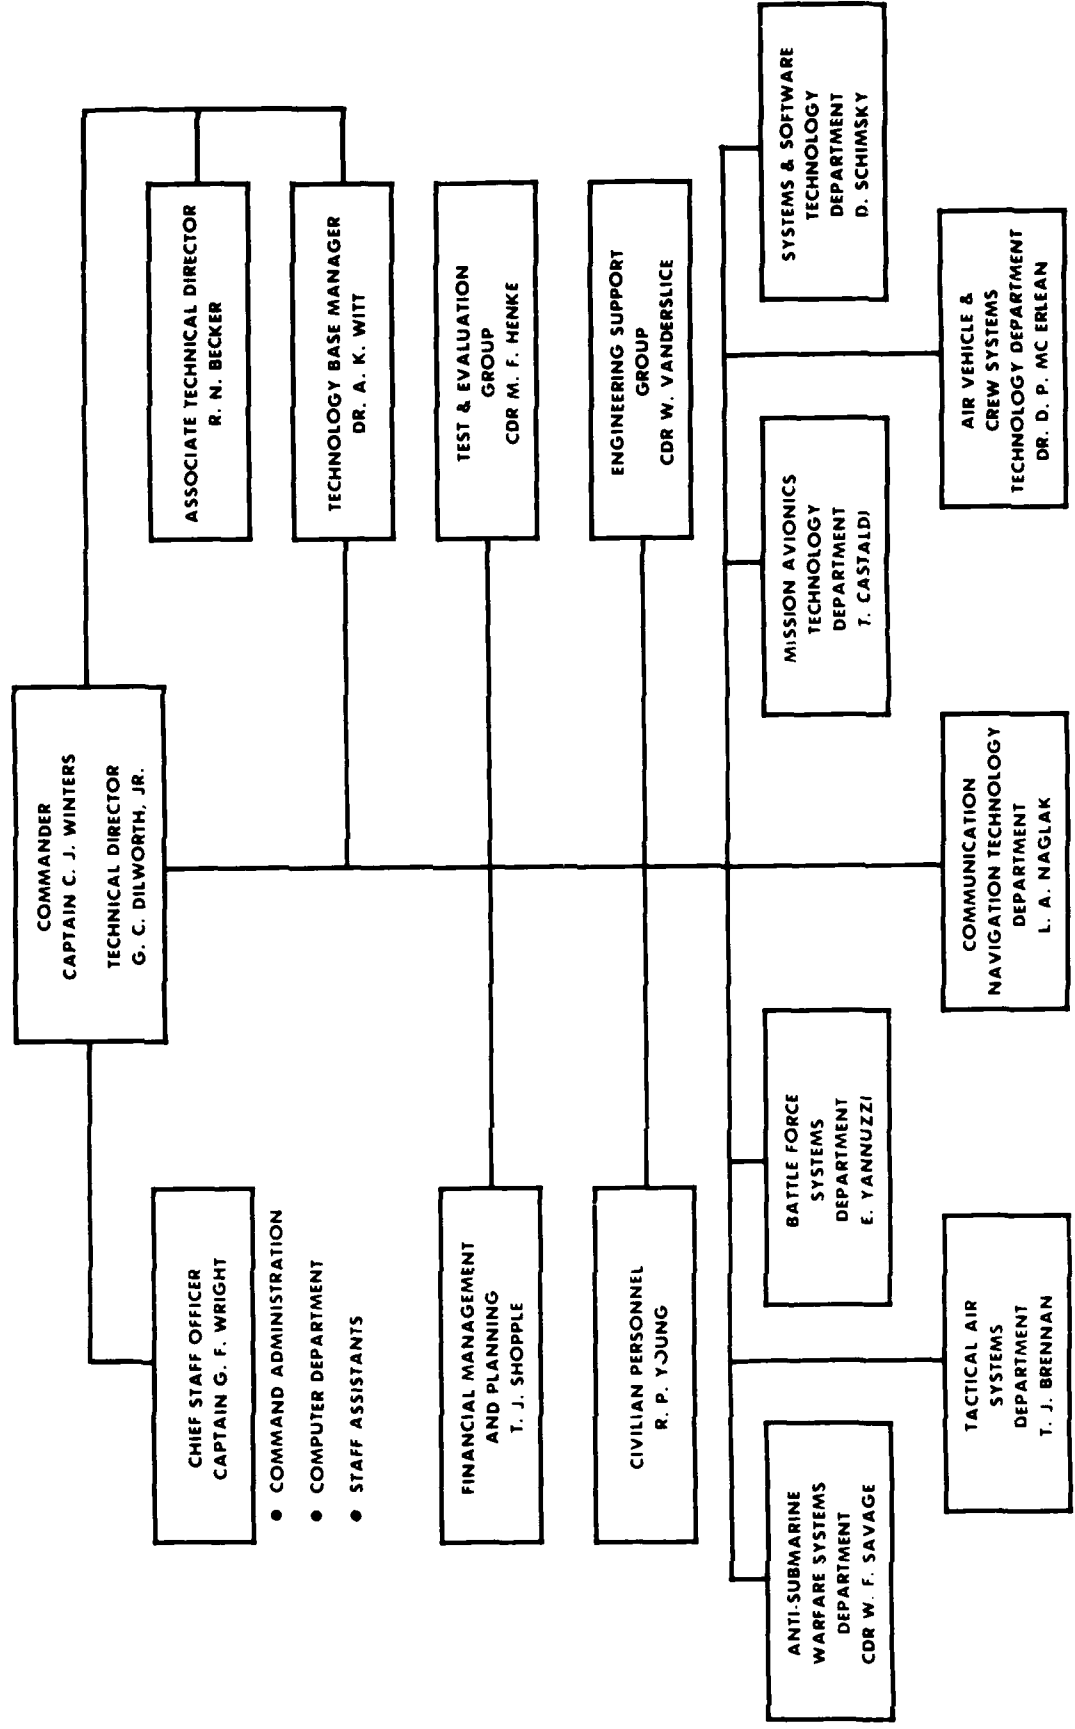 COMMANDER
CAPTAIN C. J. WINTERS
TECHNICAL DIRECTOR
G. C. DILWORTH, JR.
CHIEF STAFF OFFICER
CAPTAIN G. F. WRIGHT
● COMMAND ADMINISTRATION
● COMPUTER DEPARTMENT
● STAFF ASSISTANTS
ASSOCIATE TECHNICAL DIRECTOR
R. N. BECKER
TECHNOLOGY BASE MANAGER
DR. A. K. WITT
FINANCIAL MANAGEMENT
AND PLANNING
T. J. SHOPPLE
TEST & EVALUATION
GROUP
CDR M. F. HENKE
CIVILIAN PERSONNEL
R. P. YOUNG
ENGINEERING SUPPORT
GROUP
CDR W. VANDERSLICE
ANTI-SUBMARINE
WARFARE SYSTEMS
DEPARTMENT
CDR W. F. SAVAGE
BATTLE FORCE
SYSTEMS
DEPARTMENT
E. YANNUZZI
MISSION AVIONICS
TECHNOLOGY
DEPARTMENT
T. CASTALDI
SYSTEMS & SOFTWARE
TECHNOLOGY
DEPARTMENT
D. SCHIMSKY
TACTICAL AIR
SYSTEMS
DEPARTMENT
T. J. BRENNAN
COMMUNICATION
NAVIGATION TECHNOLOGY
DEPARTMENT
L. A. NAGLAK
AIR VEHICLE &
CREW SYSTEMS
TECHNOLOGY DEPARTMENT
DR. D. P. MC ERLEAN